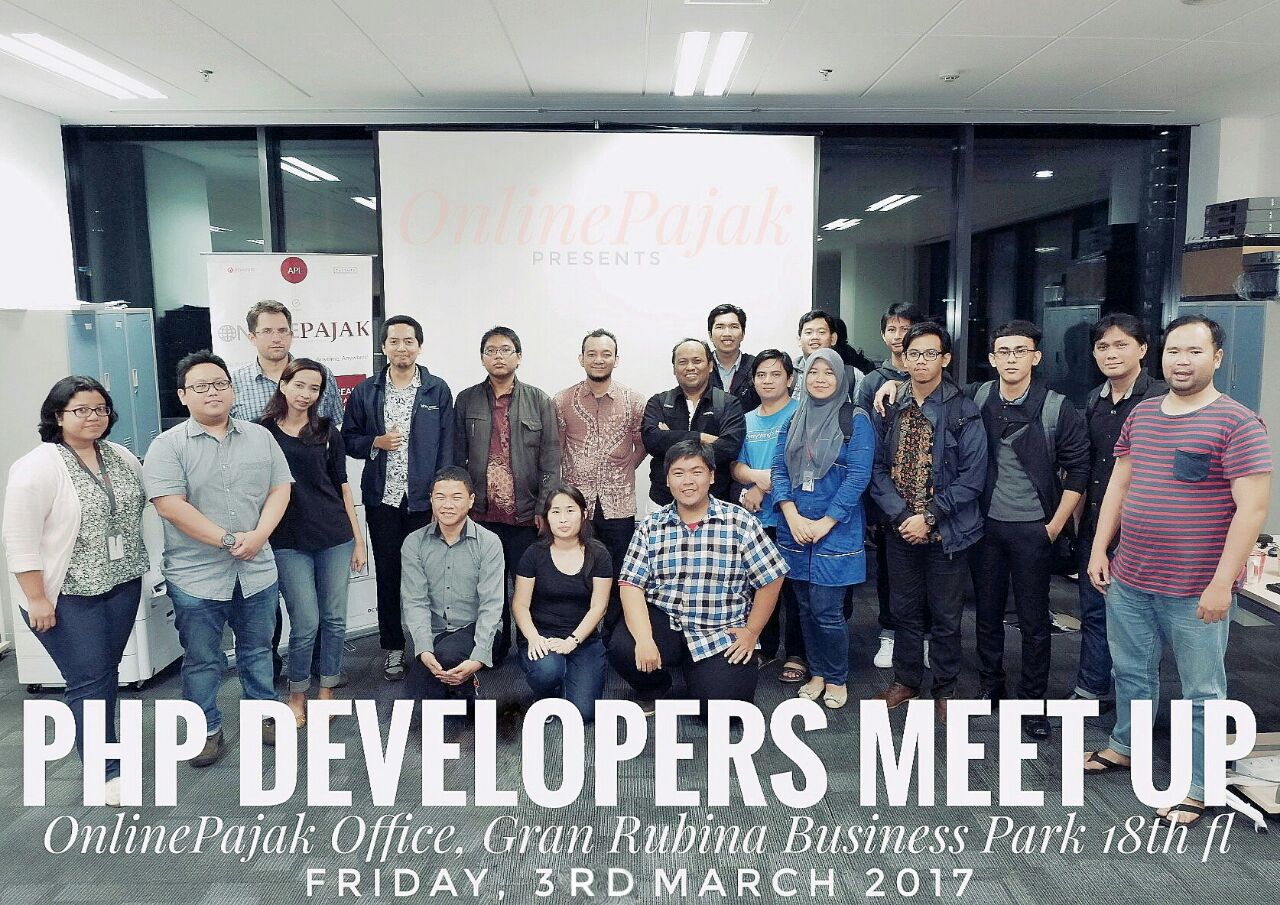 OnlinePajak
PRESENTS
API
PAJAK
PHP DEVELOPERS MEET UP
OnlinePajak Office, Gran Rubina Business Park 18th fl
FRIDAY, 3RD MARCH 2017